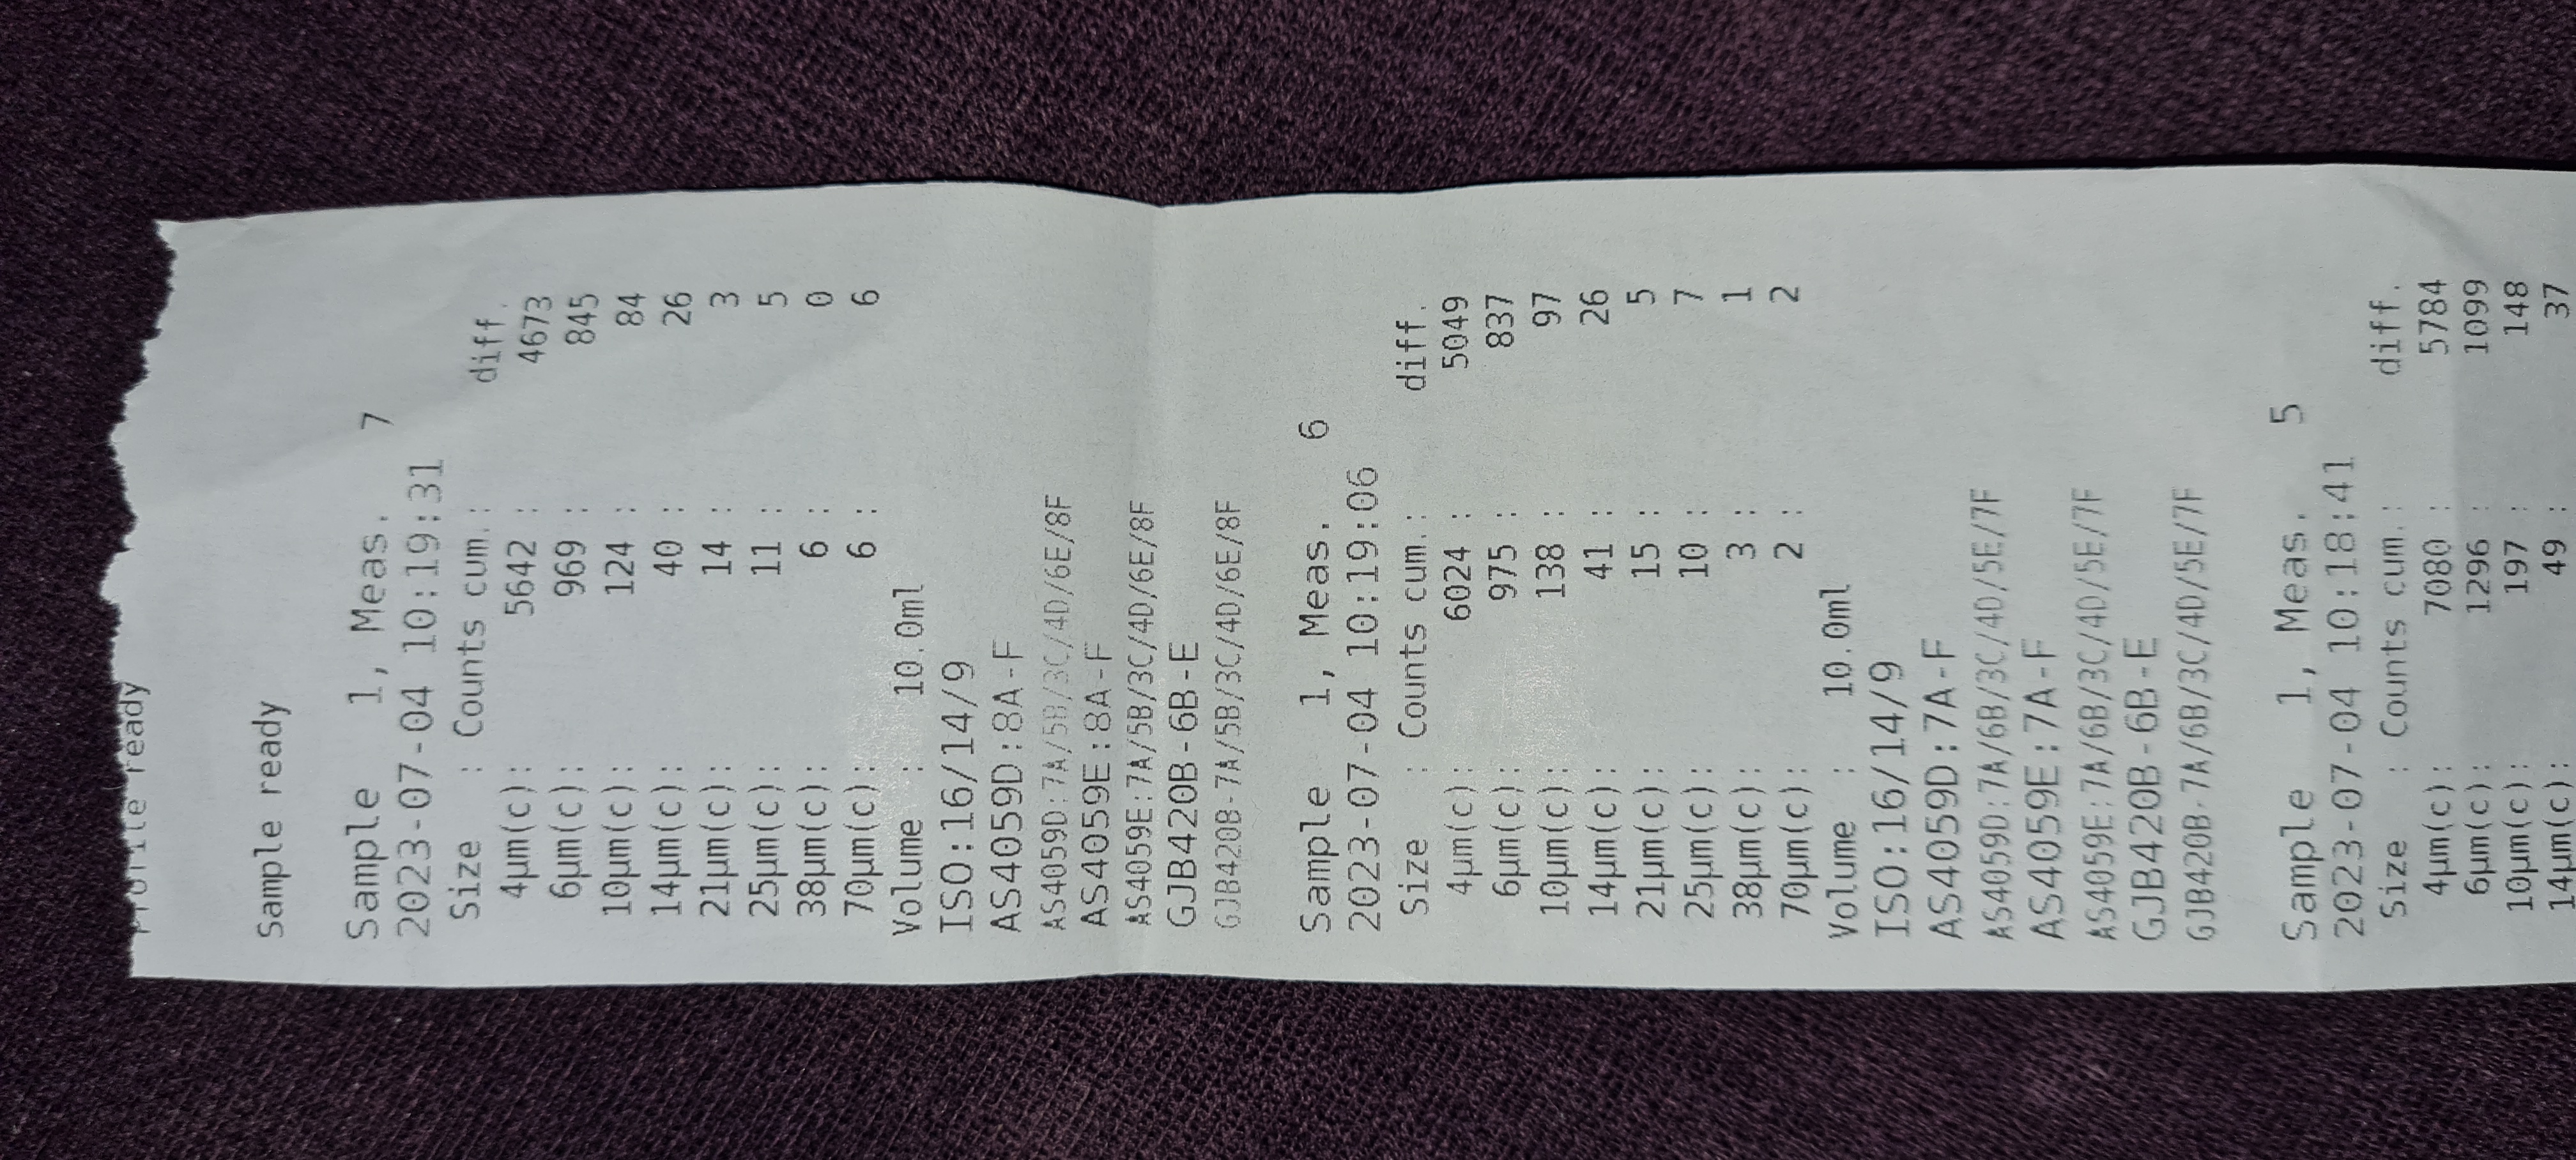 Profile ready
Sample ready
Sample 1, Meas. 7
2023-07-04 10:19:31
Size : Counts cum.: diff.
4µm(c): 5642 : 4673
6µm(c): 969 : 845
10µm(c): 124 : 84
14µm(c): 40 : 26
21µm(c): 14 : 3
25µm(c): 11 : 5
38µm(c): 6 : 0
70µm(c): 6 : 6
Volume : 10.0ml
ISO:16/14/9
AS4059D:8A-F
AS4059D:7A/5B/3C/4D/6E/8F
AS4059E:8A-F
AS4059E:7A/5B/3C/4D/6E/8F
GJB420B-6B-E
GJB420B-7A/5B/3C/4D/6E/8F
Sample 1, Meas. 6
2023-07-04 10:19:06
Size : Counts cum.: diff.
4µm(c): 6024 : 5049
6µm(c): 975 : 837
10µm(c): 138 : 97
14µm(c): 41 : 26
21µm(c): 15 : 5
25µm(c): 10 : 7
38µm(c): 3 : 1
70µm(c): 2 : 2
Volume : 10.0ml
ISO:16/14/9
AS4059D:7A-F
AS4059D:7A/6B/3C/4D/5E/7F
AS4059E:7A-F
AS4059E:7A/6B/3C/4D/5E/7F
GJB420B-6B-E
GJB420B-7A/6B/3C/4D/5E/7F
Sample 1, Meas. 5
2023-07-04 10:18:41
Size : Counts cum.: diff.
4µm(c): 7080 : 5784
6µm(c): 1296 : 1099
10µm(c): 197 : 148
14µm(c): 49 : 37